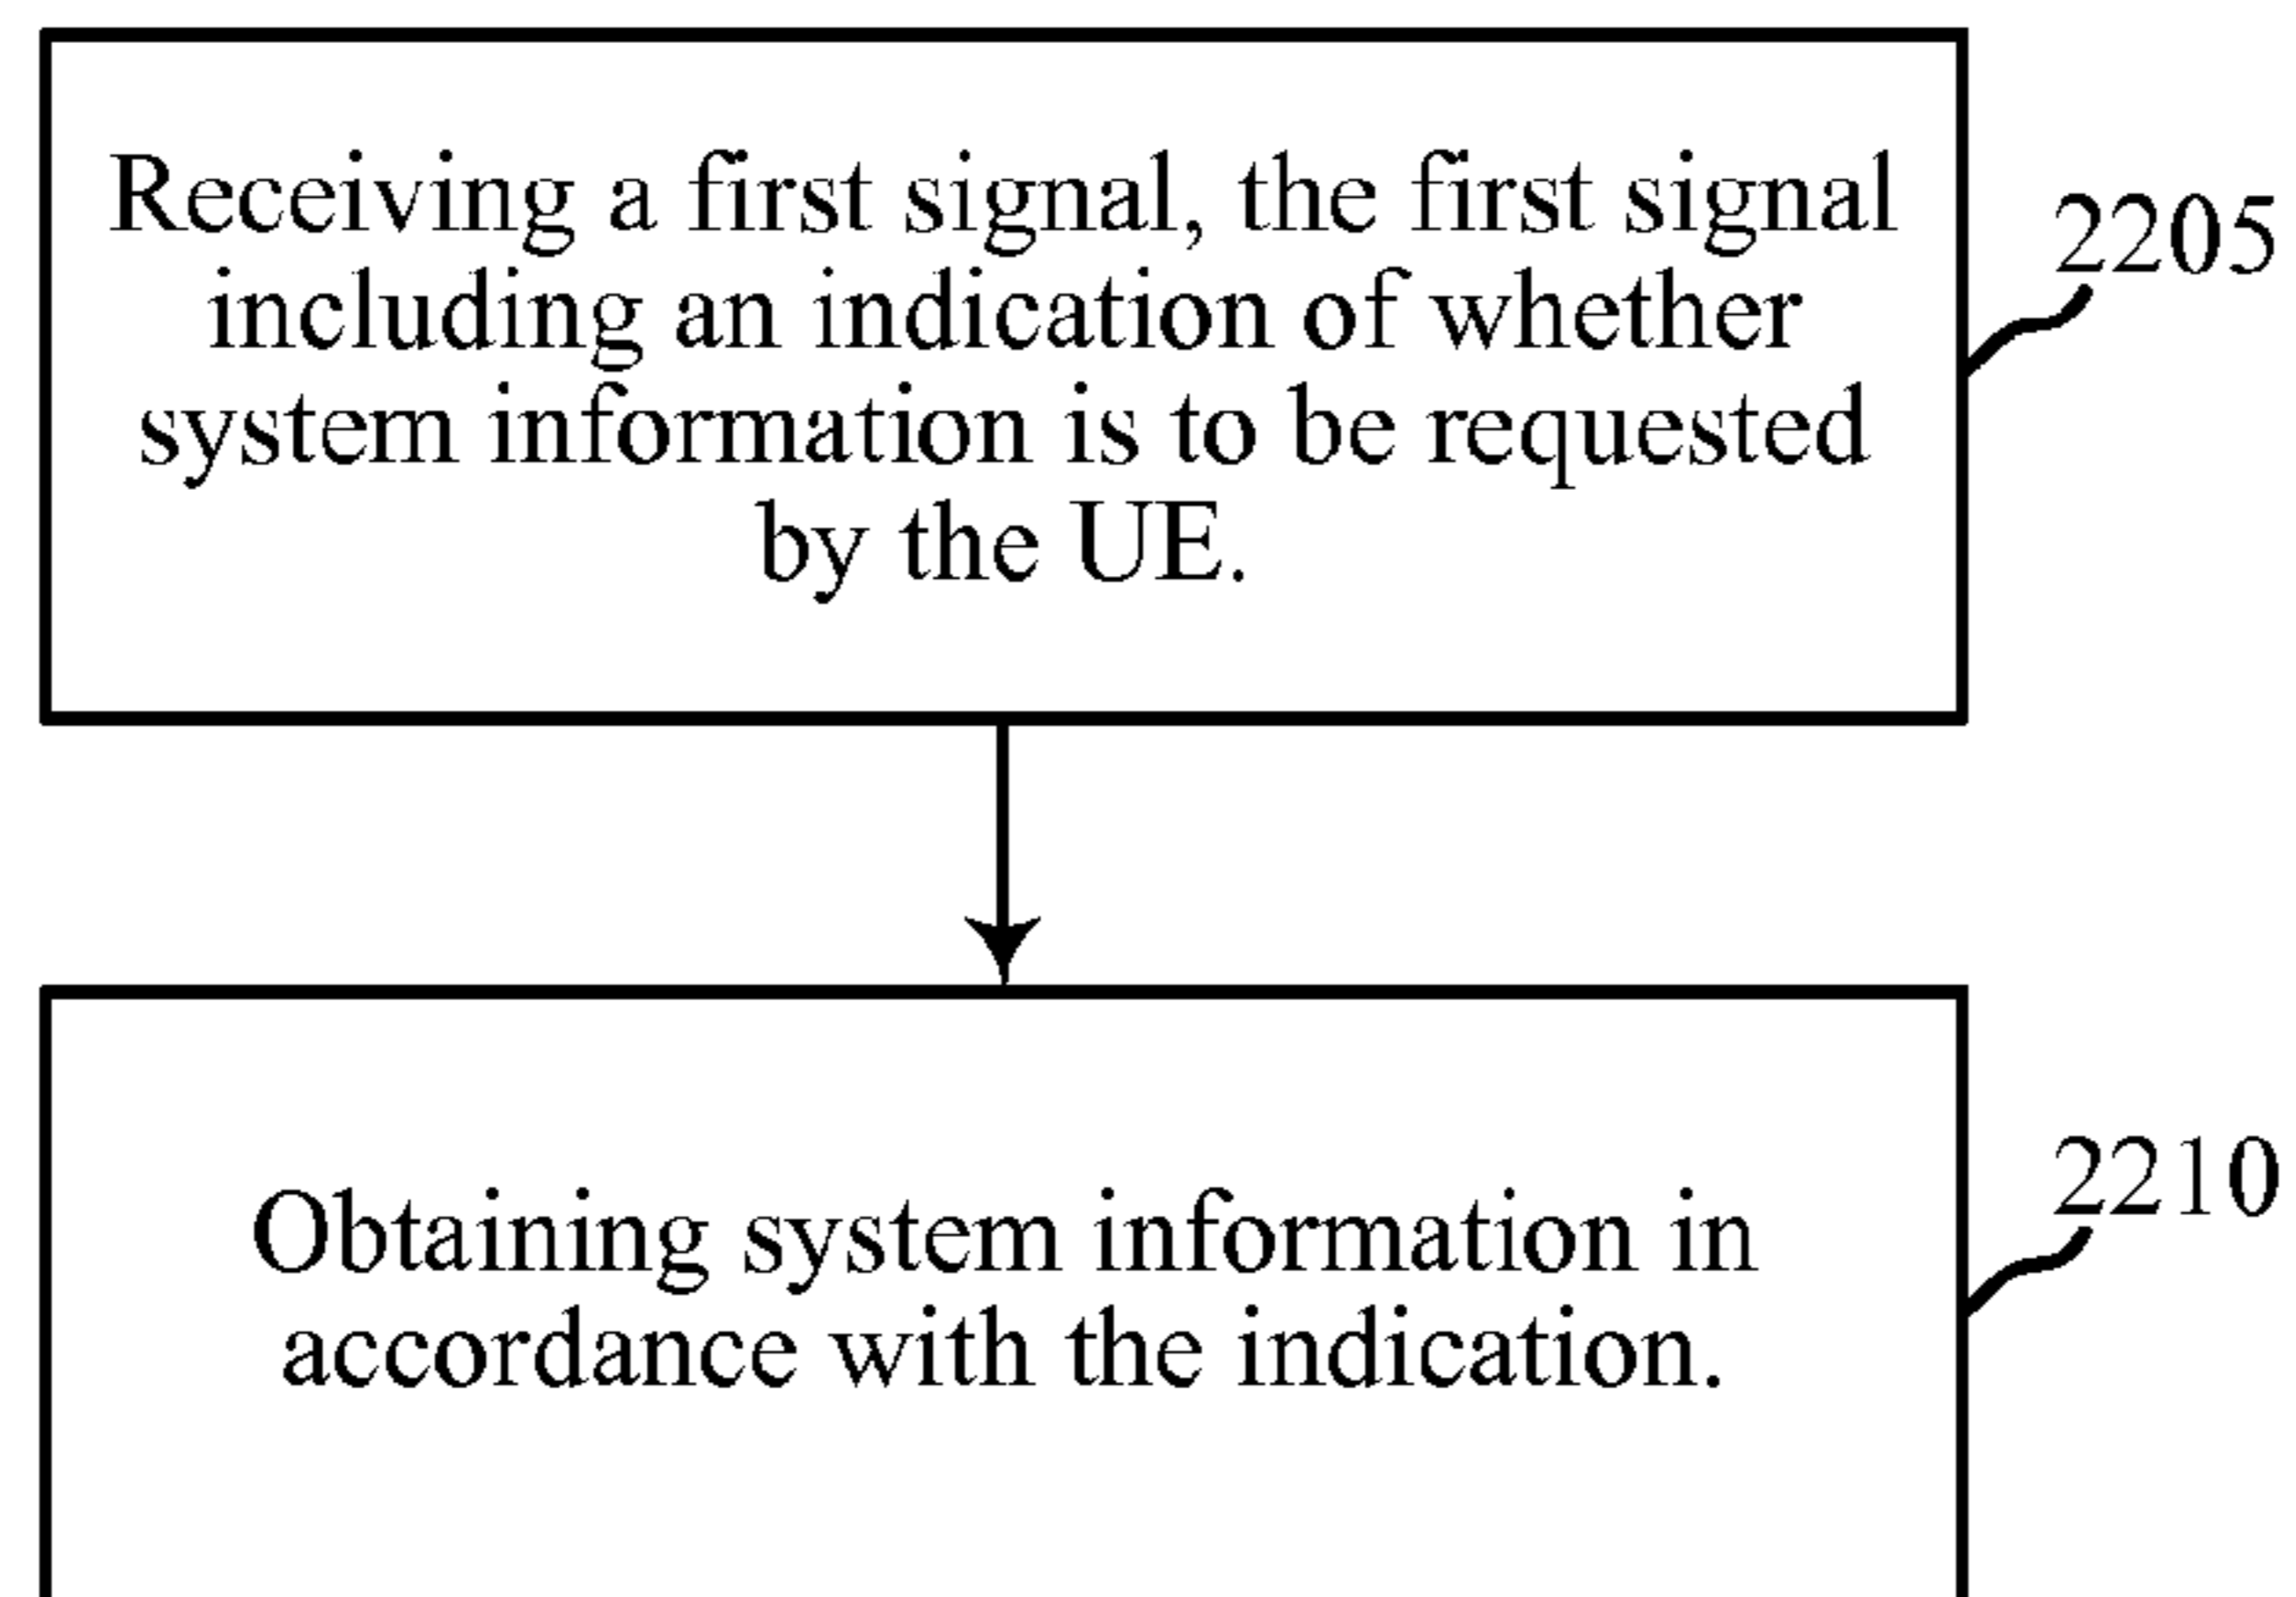 Receiving a first signal, the first signal
including an indication of whether
system information is to be requested
by the UE.
2205
Obtaining system information in
accordance with the indication.
2210